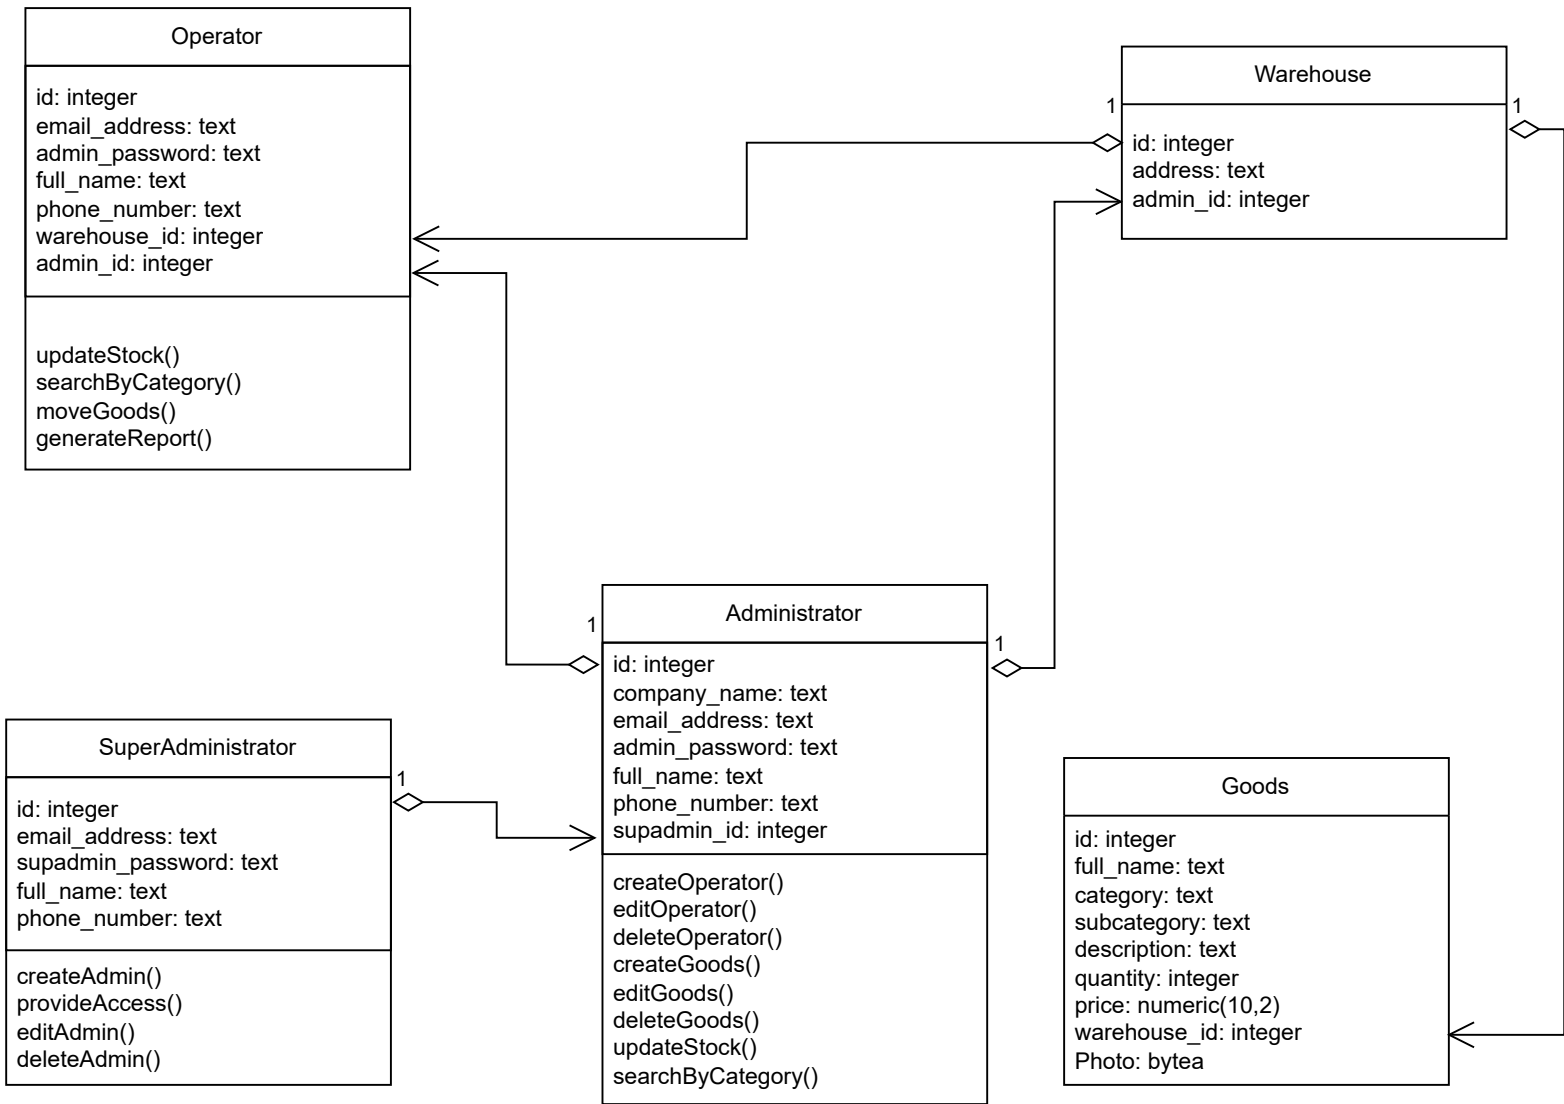 Operator
id: integer
email_address: text
admin_password: text
full_name: text
phone_number: text
warehouse_id: integer
admin_id: integer
updateStock()
searchByCategory()
moveGoods()
generateReport()
Warehouse
1
1
id: integer
address: text
admin_id: integer
Administrator
1
1
id: integer
company_name: text
email_address: text
admin_password: text
full_name: text
phone_number: text
supadmin_id: integer
createOperator()
editOperator()
deleteOperator()
createGoods()
editGoods()
deleteGoods()
updateStock()
searchByCategory()
SuperAdministrator
1
id: integer
email_address: text
supadmin_password: text
full_name: text
phone_number: text
createAdmin()
provideAccess()
editAdmin()
deleteAdmin()
Goods
id: integer
full_name: text
category: text
subcategory: text
description: text
quantity: integer
price: numeric(10,2)
warehouse_id: integer
Photo: bytea